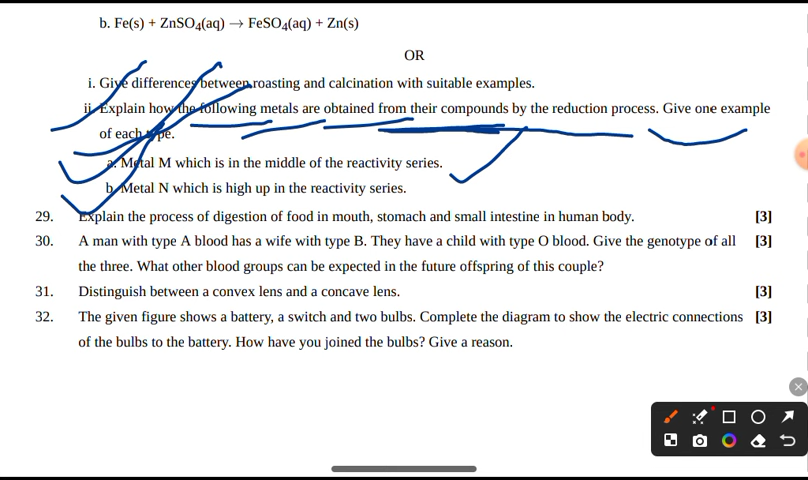 b. Fe(s) + ZnSO4(aq) → FeSO4(aq) + Zn(s)
OR
i. Give differences between roasting and calcination with suitable examples.
ii. Explain how the following metals are obtained from their compounds by the reduction process. Give one example
of each type.
a. Metal M which is in the middle of the reactivity series.
b. Metal N which is high up in the reactivity series.
29. Explain the process of digestion of food in mouth, stomach and small intestine in human body. [3]
30. A man with type A blood has a wife with type B. They have a child with type O blood. Give the genotype of all [3]
the three. What other blood groups can be expected in the future offspring of this couple?
31. Distinguish between a convex lens and a concave lens. [3]
32. The given figure shows a battery, a switch and two bulbs. Complete the diagram to show the electric connections [3]
of the bulbs to the battery. How have you joined the bulbs? Give a reason.